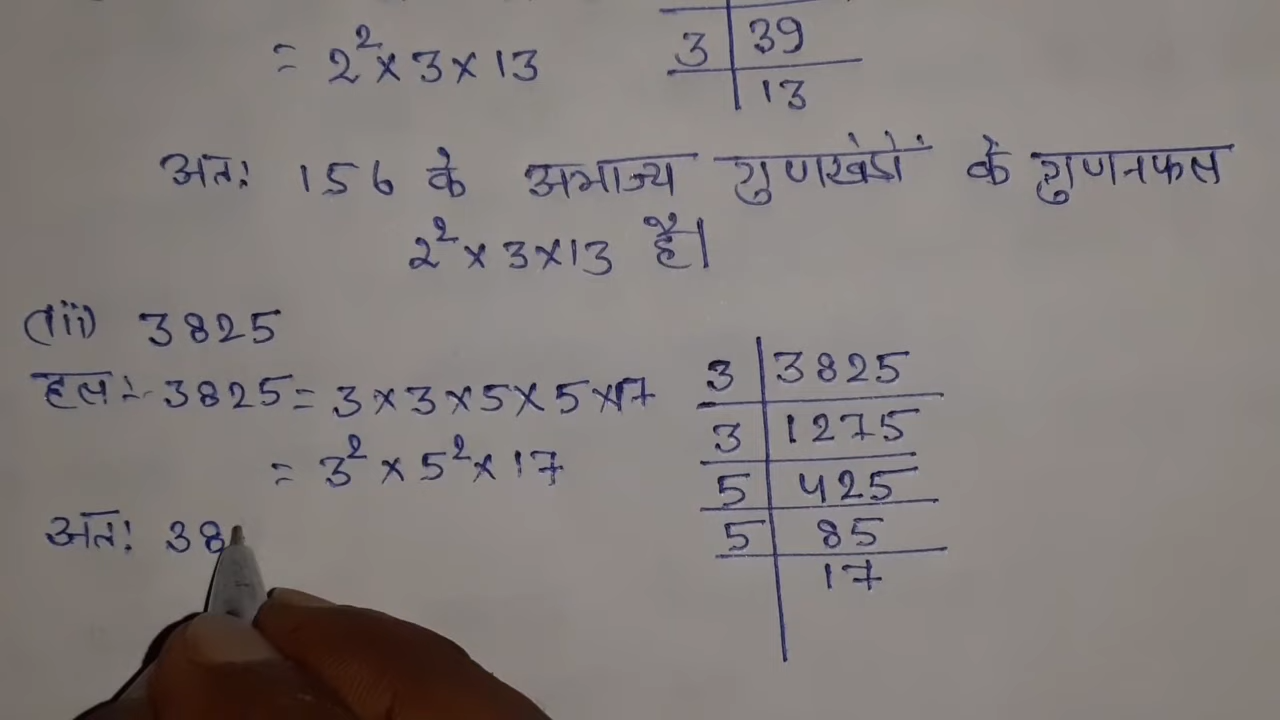 = 2² × 3 × 13
3 | 39
13
अतः 156 के अभाज्य गुणखंडों के गुणनफल
2² × 3 × 13 है।
(iii) 3825
हल :- 3825 = 3 × 3 × 5 × 5 × 17
= 3² × 5² × 17
अतः 38
3 | 3825
3 | 1275
5 | 425
5 | 85
17